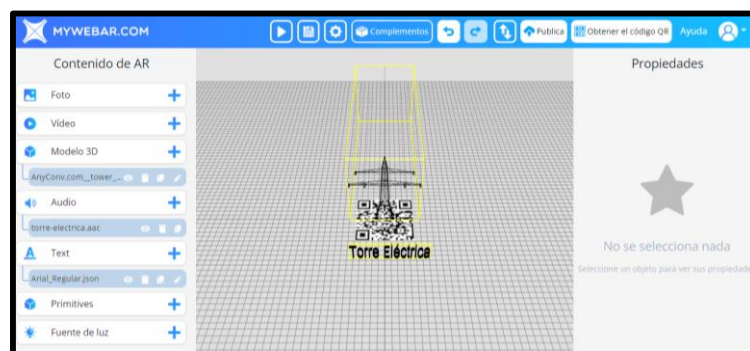 MYWEBAR.COM
Complementos
Publica
Obtener el código QR
Ayuda
Contenido de AR
Foto
Vídeo
Modelo 3D
AnyConv.com__tower_...
Audio
torre-electrica.aac
Text
Arial_Regular.json
Primitives
Fuente de luz
Torre Eléctrica
Propiedades
No se selecciona nada
Seleccione un objeto para ver sus propiedade